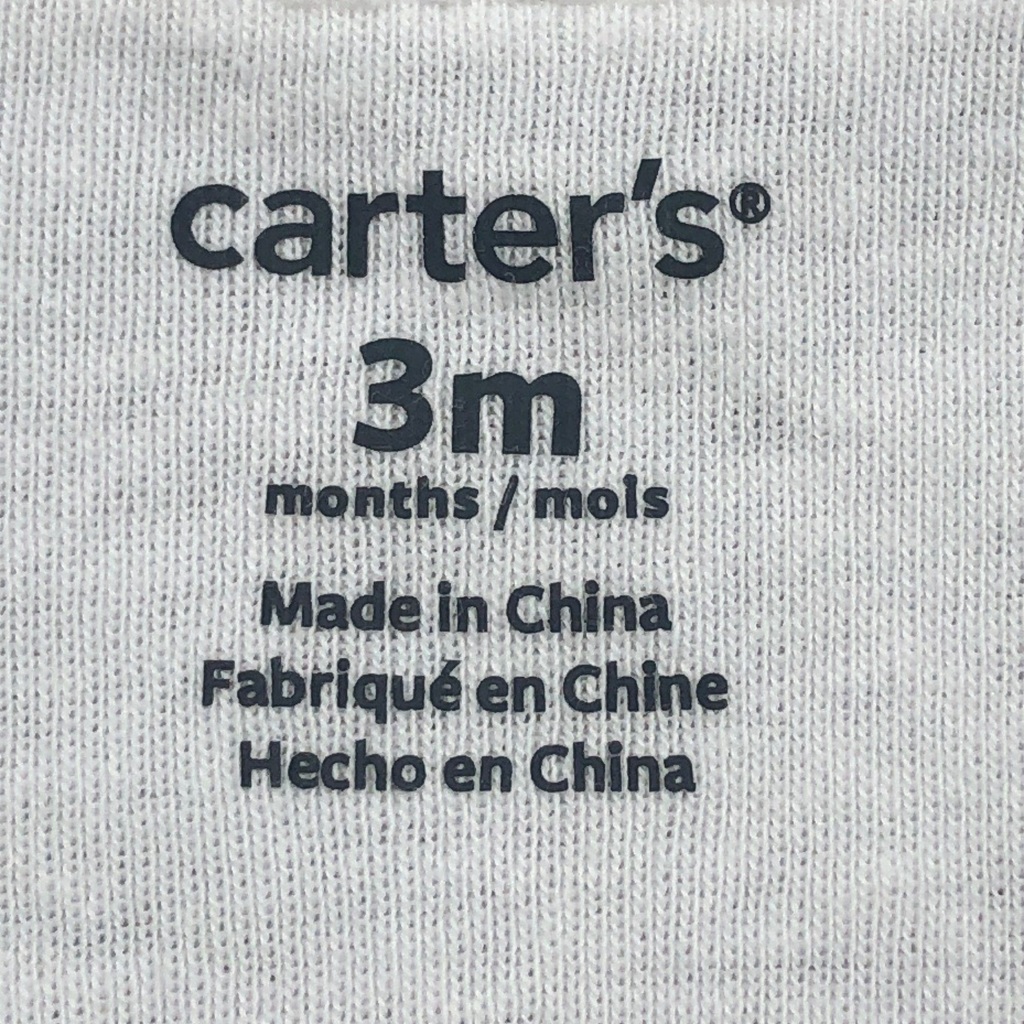 carter's®
3m
months / mois
Made in China
Fabriqué en Chine
Hecho en China